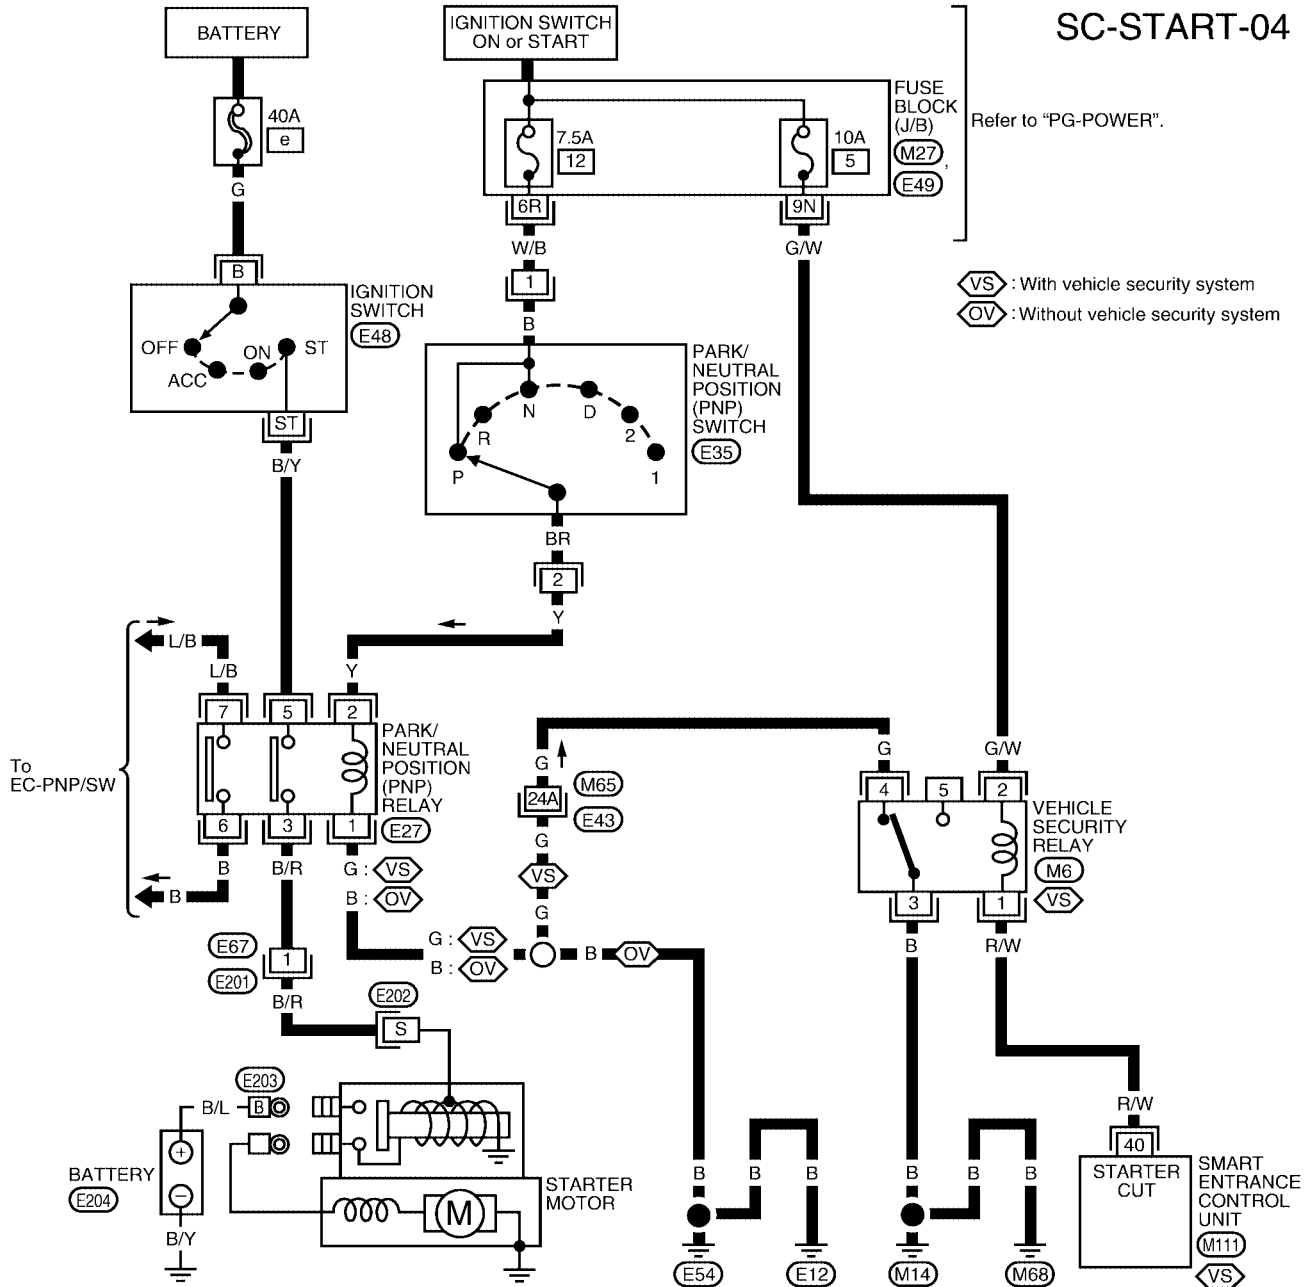 SC-START-04
BATTERY
IGNITION SWITCH
ON or START
40A
e
G
7.5A
12
10A
5
FUSE
BLOCK
(J/B)
M27,
E49
Refer to "PG-POWER".
6R
9N
W/B
G/W
VS : With vehicle security system
OV : Without vehicle security system
B
1
B
IGNITION
SWITCH
E48
OFF
ACC
ON
ST
ST
B/Y
PARK/
NEUTRAL
POSITION
(PNP)
SWITCH
E35
P
R
N
D
2
1
BR
2
Y
L/B
L/B
Y
7
5
2
PARK/
NEUTRAL
POSITION
(PNP)
RELAY
E27
To
EC-PNP/SW
6
3
1
B
B
B/R
G : VS
B : OV
G
24A
M65
E43
G
VS
G
G : VS
B : OV
B
OV
G
G/W
4
5
2
VEHICLE
SECURITY
RELAY
M6
VS
3
1
B
R/W
E67
1
E201
B/R
E202
S
E203
B/L
B
BATTERY
E204
+
−
B/Y
M
STARTER
MOTOR
B
B
B
E54
E12
B
B
B
M14
M68
R/W
40
STARTER
CUT
SMART
ENTRANCE
CONTROL
UNIT
M111
VS